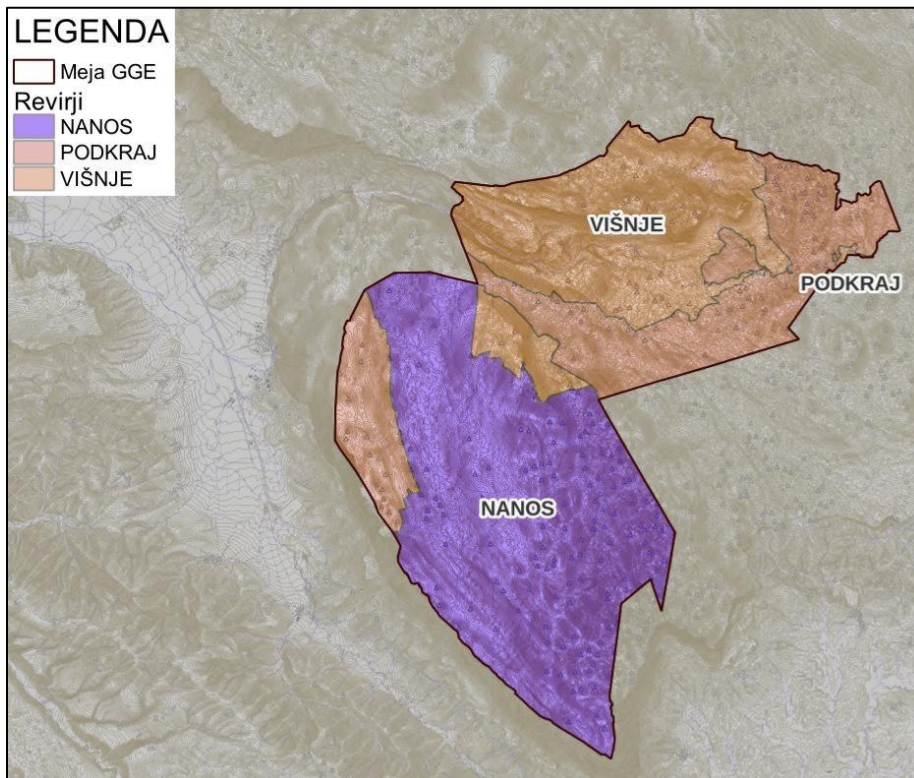 LEGENDA
Meja GGE
Revirji
NANOS
PODKRAJ
VIŠNJE
VIŠNJE
PODKRAJ
NANOS